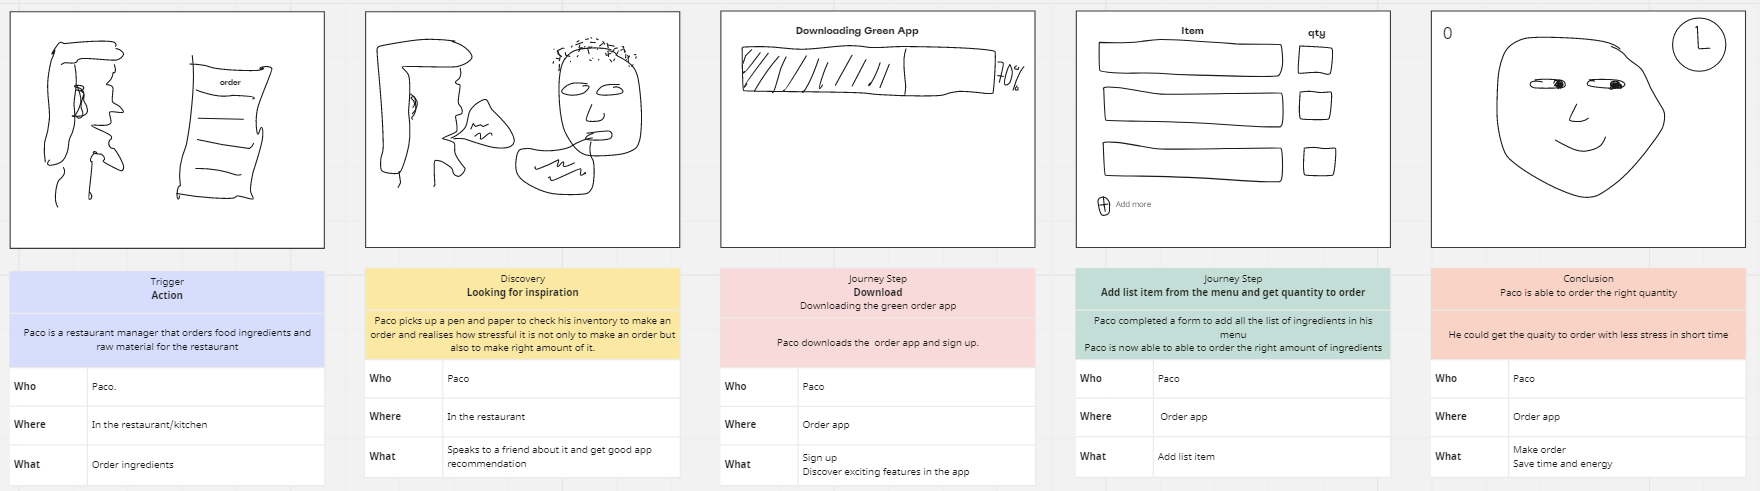 order
Trigger
Action
Paco is a restaurant manager that orders food ingredients and
raw material for the restaurant
Who
Paco.
Where
In the restaurant/kitchen
What
Order ingredients
Discovery
Looking for inspiration
Paco picks up a pen and paper to check his inventory to make an
order and realises how stressful it is not only to make an order but
also to make right amount of it.
Who
Paco
Where
In the restaurant
What
Speaks to a friend about it and get good app
recommendation
Downloading Green App
70%
Journey Step
Download
Downloading the green order app
Paco downloads the  order app and sign up.
Who
Paco
Where
Order app
What
Sign up
Discover exciting features in the app
Item
qty
Add more
Journey Step
Add list item from the menu and get quantity to order
Paco completed a form to add all the list of ingredients in his
menu
Paco is now able to able to order the right amount of ingredients
Who
Paco
Where
Order app
What
Add list item
0
Conclusion
Paco is able to order the right quantity
He could get the quaity to order with less stress in short time
Who
Paco
Where
Order app
What
Make order
Save time and energy